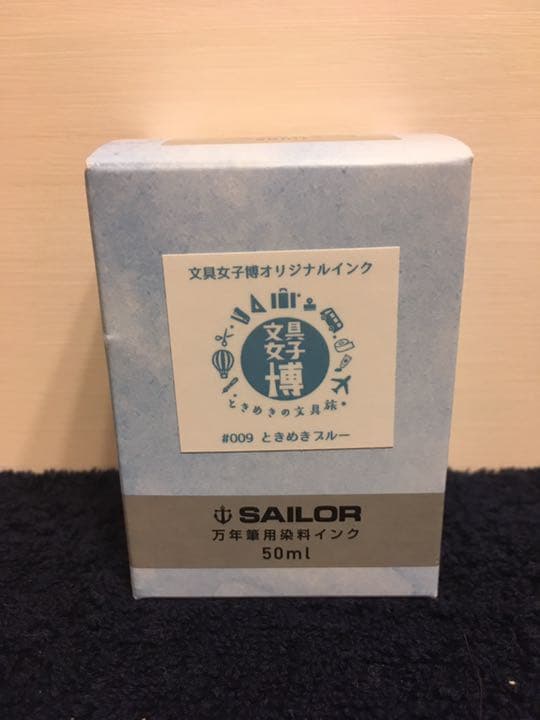 文具女子博オリジナルインク
文具
女子
博
ときめきの文具旅
#009 ときめきブルー
SAILOR
万年筆用染料インク
50ml